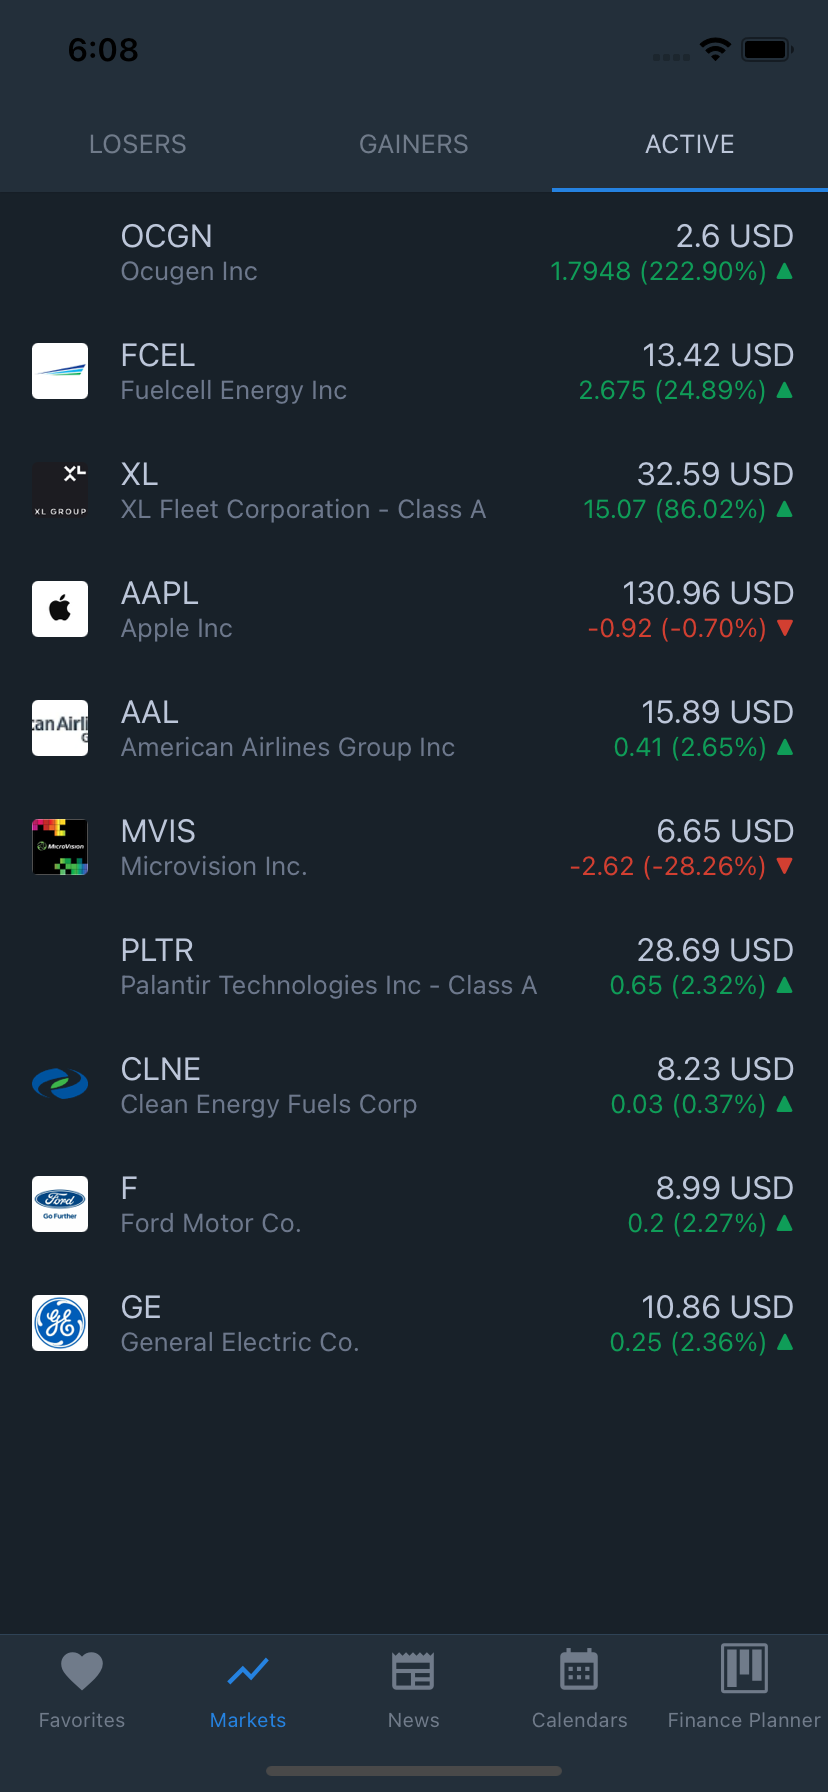 6:08
LOSERS GAINERS ACTIVE
OCGN 2.6 USD
Ocugen Inc 1.7948 (222.90%) ▲
FCEL 13.42 USD
Fuelcell Energy Inc 2.675 (24.89%) ▲
XL
XL GROUP
XL 32.59 USD
XL Fleet Corporation - Class A 15.07 (86.02%) ▲
AAPL 130.96 USD
Apple Inc -0.92 (-0.70%) ▼
can Airli
G
AAL 15.89 USD
American Airlines Group Inc 0.41 (2.65%) ▲
MicroVision
MVIS 6.65 USD
Microvision Inc. -2.62 (-28.26%) ▼
PLTR 28.69 USD
Palantir Technologies Inc - Class A 0.65 (2.32%) ▲
CLNE 8.23 USD
Clean Energy Fuels Corp 0.03 (0.37%) ▲
Ford
Go Further
F 8.99 USD
Ford Motor Co. 0.2 (2.27%) ▲
GE
GE 10.86 USD
General Electric Co. 0.25 (2.36%) ▲
Favorites Markets News Calendars Finance Planner